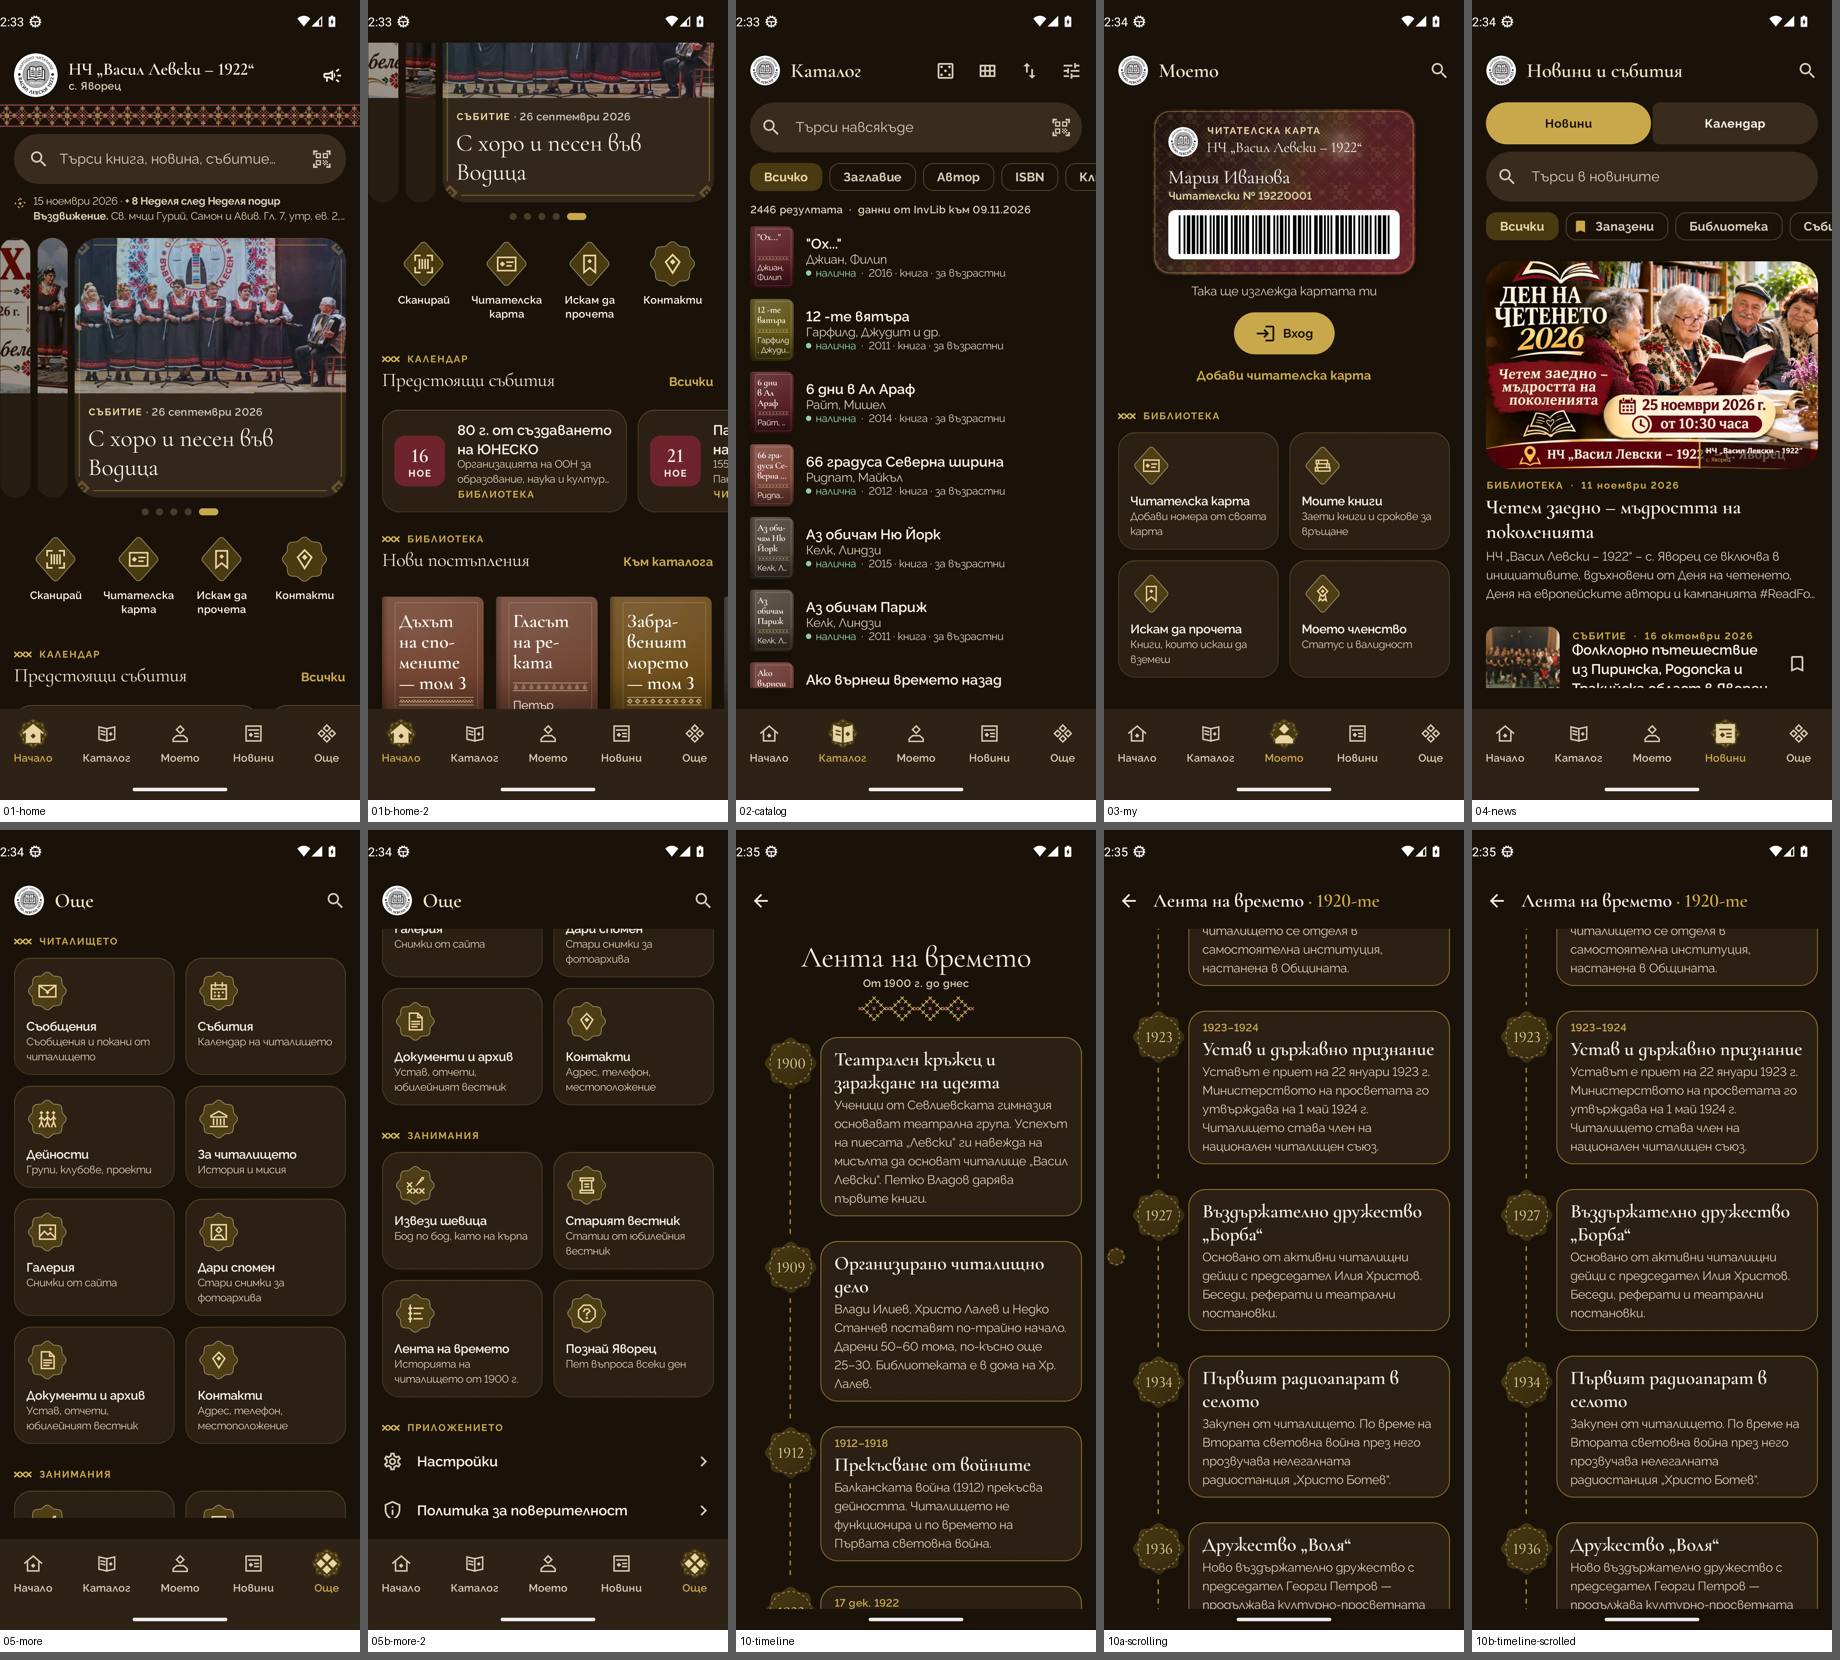 2:33
НЧ „Васил Левски – 1922“
с. Яворец
Търси книга, новина, събитие…
15 ноември 2026 · • 8 Неделя след Неделя подир
Въздвижение. Св. мчци Гурий, Самон и Авив. Гл. 7, утр. ев. 2,…
СЪБИТИЕ · 26 септември 2026
С хоро и песен във
Водица
Сканирай
Читателска
карта
Искам да
прочета
Контакти
КАЛЕНДАР
Предстоящи събития
Всички
Начало
Каталог
Моето
Новини
Още
01-home
2:33
СЪБИТИЕ · 26 септември 2026
С хоро и песен във
Водица
Сканирай
Читателска
карта
Искам да
прочета
Контакти
КАЛЕНДАР
Предстоящи събития
Всички
16
НОЕ
80 г. от създаването
на ЮНЕСКО
Организацията на ООН за
образование, наука и култур…
БИБЛИОТЕКА
21
НОЕ
БИБЛИОТЕКА
Нови постъпления
Към каталога
Дъхът
на спо-
мените
— том 3
Гласът
на ре-
ката
Петър
Забра-
веният
морето
— том 3
Начало
Каталог
Моето
Новини
Още
01b-home-2
2:33
Каталог
Търси навсякъде
Всичко
Заглавие
Автор
ISBN
Кл
2446 резултата · данни от InvLib към 09.11.2026
"Ох..."
Джиан, Филип
налична · 2016 · книга · за възрастни
12 -те вятъра
Гарфилд, Джудит и др.
налична · 2011 · книга · за възрастни
6 дни в Ал Араф
Райт, Мишел
налична · 2014 · книга · за възрастни
66 градуса Северна ширина
Ридпат, Майкъл
налична · 2012 · книга · за възрастни
Аз обичам Ню Йорк
Келк, Линдзи
налична · 2015 · книга · за възрастни
Аз обичам Париж
Келк, Линдзи
налична · 2011 · книга · за възрастни
Ако върнеш времето назад
Начало
Каталог
Моето
Новини
Още
02-catalog
2:34
Моето
ЧИТАТЕЛСКА КАРТА
НЧ „Васил Левски – 1922“
Мария Иванова
Читателски № 19220001
Така ще изглежда картата ти
Вход
Добави читателска карта
БИБЛИОТЕКА
Читателска карта
Добави номера от своята
карта
Моите книги
Заети книги и срокове за
връщане
Искам да прочета
Книги, които искаш да
вземеш
Моето членство
Статус и валидност
Начало
Каталог
Моето
Новини
Още
03-my
2:34
Новини и събития
Новини
Календар
Търси в новините
Всички
Запазени
Библиотека
Съби
ДЕН НА
ЧЕТЕНЕТО
2026
Четем заедно –
мъдростта на
поколенията
25 ноември 2026 г.
от 10:30 часа
НЧ „Васил Левски – 1922
БИБЛИОТЕКА · 11 ноември 2026
Четем заедно – мъдростта на
поколенията
НЧ „Васил Левски – 1922“ – с. Яворец се включва в
инициативите, вдъхновени от Деня на четенето,
Деня на европейските автори и кампанията #ReadFo…
СЪБИТИЕ · 16 октомври 2026
Фолклорно пътешествие
из Пиринска, Родопска и
Тракийска област в Яворец
Начало
Каталог
Моето
Новини
Още
04-news
2:34
Още
ЧИТАЛИЩЕТО
Съобщения
Съобщения и покани от
читалището
Събития
Календар на читалището
Дейности
Групи, клубове, проекти
За читалището
История и мисия
Галерия
Снимки от сайта
Дари спомен
Стари снимки за
фотоархива
Документи и архив
Устав, отчети,
юбилейният вестник
Контакти
Адрес, телефон,
местоположение
ЗАНИМАНИЯ
Начало
Каталог
Моето
Новини
Още
05-more
2:34
Още
Галерия
Снимки от сайта
Дари спомен
Стари снимки за
фотоархива
Документи и архив
Устав, отчети,
юбилейният вестник
Контакти
Адрес, телефон,
местоположение
ЗАНИМАНИЯ
Извези шевица
Бод по бод, като на кърпа
Старият вестник
Статии от юбилейния
вестник
Лента на времето
Историята на
читалището от 1900 г.
Познай Яворец
Пет въпроса всеки ден
ПРИЛОЖЕНИЕТО
Настройки
Политика за поверителност
Начало
Каталог
Моето
Новини
Още
05b-more-2
2:35
Лента на времето
От 1900 г. до днес
1900
Театрален кръжец и
зараждане на идеята
Ученици от Севлиевската гимназия
основават театрална група. Успехът
на пиесата „Левски“ ги навежда на
мисълта да основат читалище „Васил
Левски“. Петко Владов дарява
първите книги.
1909
Организирано читалищно
дело
Влади Илиев, Христо Лалев и Недко
Станчев поставят по-трайно начало.
Дарени 50–60 тома, по-късно още
25–30. Библиотеката е в дома на Хр.
Лалев.
1912
1912–1918
Прекъсване от войните
Балканската война (1912) прекъсва
дейността. Читалището не
функционира и по времето на
Първата световна война.
17 дек. 1922
10-timeline
2:35
Лента на времето · 1920-те
читалището се отделя в
самостоятелна институция,
настанена в Общината.
1923
1923–1924
Устав и държавно признание
Уставът е приет на 22 януари 1923 г.
Министерството на просветата го
утвърждава на 1 май 1924 г.
Читалището става член на
национален читалищен съюз.
1927
Въздържателно дружество
„Борба“
Основано от активни читалищни
дейци с председател Илия Христов.
Беседи, реферати и театрални
постановки.
1934
Първият радиоапарат в
селото
Закупен от читалището. По време на
Втората световна война през него
прозвучава нелегалната
радиостанция „Христо Ботев“.
1936
Дружество „Воля“
Ново въздържателно дружество с
председател Георги Петров —
продължава културно-просветната
10a-scrolling
2:35
Лента на времето · 1920-те
читалището се отделя в
самостоятелна институция,
настанена в Общината.
1923
1923–1924
Устав и държавно признание
Уставът е приет на 22 януари 1923 г.
Министерството на просветата го
утвърждава на 1 май 1924 г.
Читалището става член на
национален читалищен съюз.
1927
Въздържателно дружество
„Борба“
Основано от активни читалищни
дейци с председател Илия Христов.
Беседи, реферати и театрални
постановки.
1934
Първият радиоапарат в
селото
Закупен от читалището. По време на
Втората световна война през него
прозвучава нелегалната
радиостанция „Христо Ботев“.
1936
Дружество „Воля“
Ново въздържателно дружество с
председател Георги Петров —
продължава културно-просветната
10b-timeline-scrolled